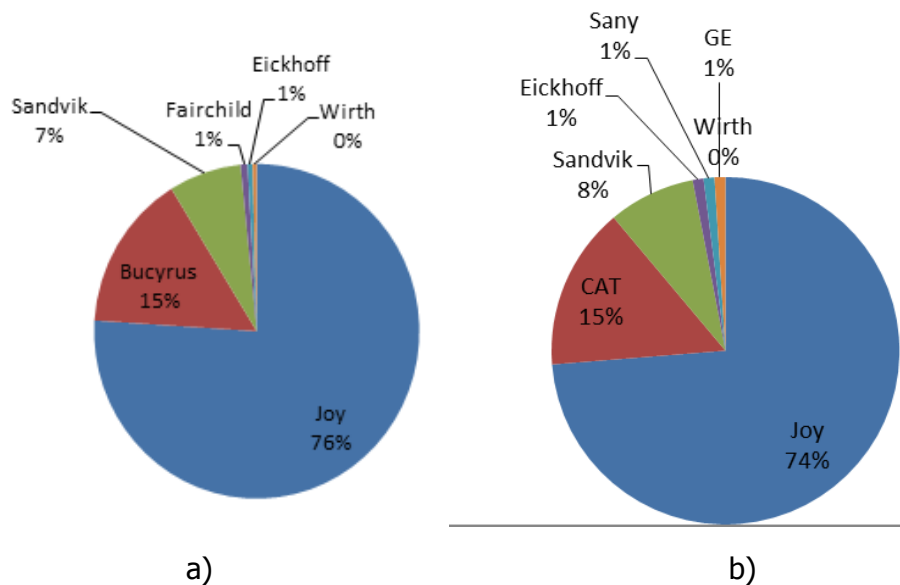 Eickhoff
1%
Sandvik
7%
Fairchild
1%
Wirth
0%
Bucyrus
15%
Joy
76%
a)
Sany
1%
GE
1%
Eickhoff
1%
Wirth
0%
Sandvik
8%
CAT
15%
Joy
74%
b)